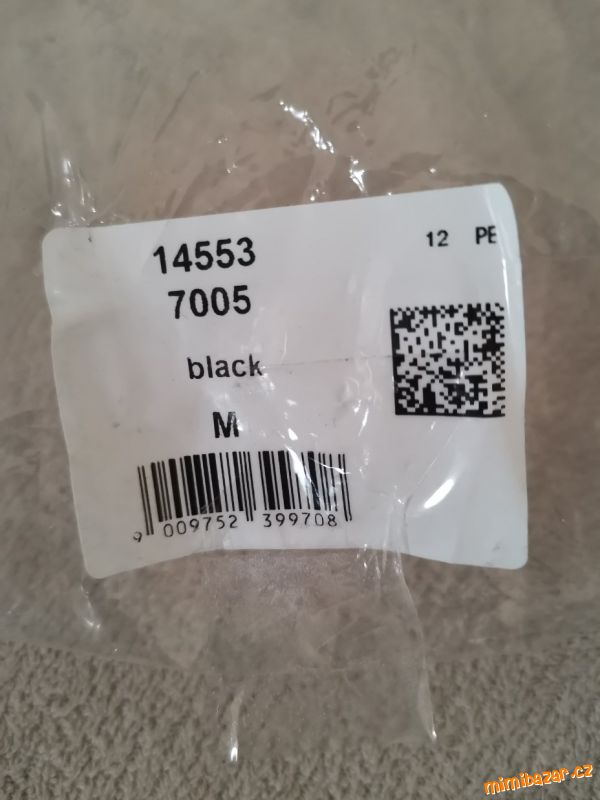 14553
12 PE
7005
black
M
9 009752 399708
mimibazar.cz